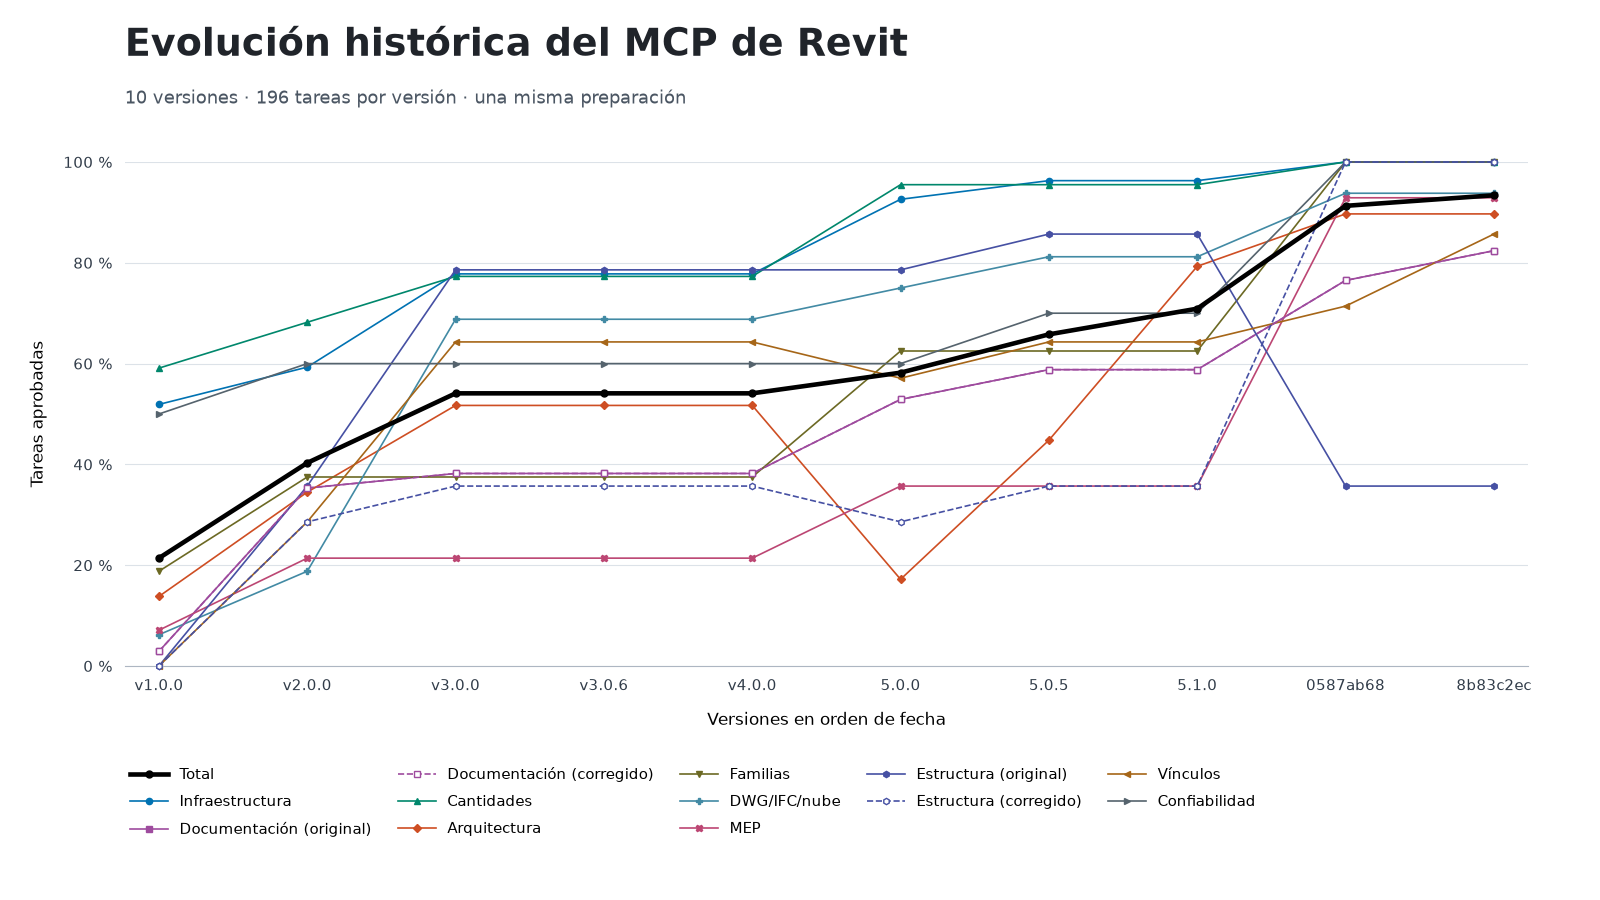 Evolución histórica del MCP de Revit
10 versiones · 196 tareas por versión · una misma preparación
100 %
80 %
60 %
40 %
20 %
0 %
Tareas aprobadas
v1.0.0 v2.0.0 v3.0.0 v3.0.6 v4.0.0 5.0.0 5.0.5 5.1.0 0587ab68 8b83c2ec
Versiones en orden de fecha
Total Documentación (corregido) Familias Estructura (original) Vínculos
Infraestructura Cantidades DWG/IFC/nube Estructura (corregido) Confiabilidad
Documentación (original) Arquitectura MEP